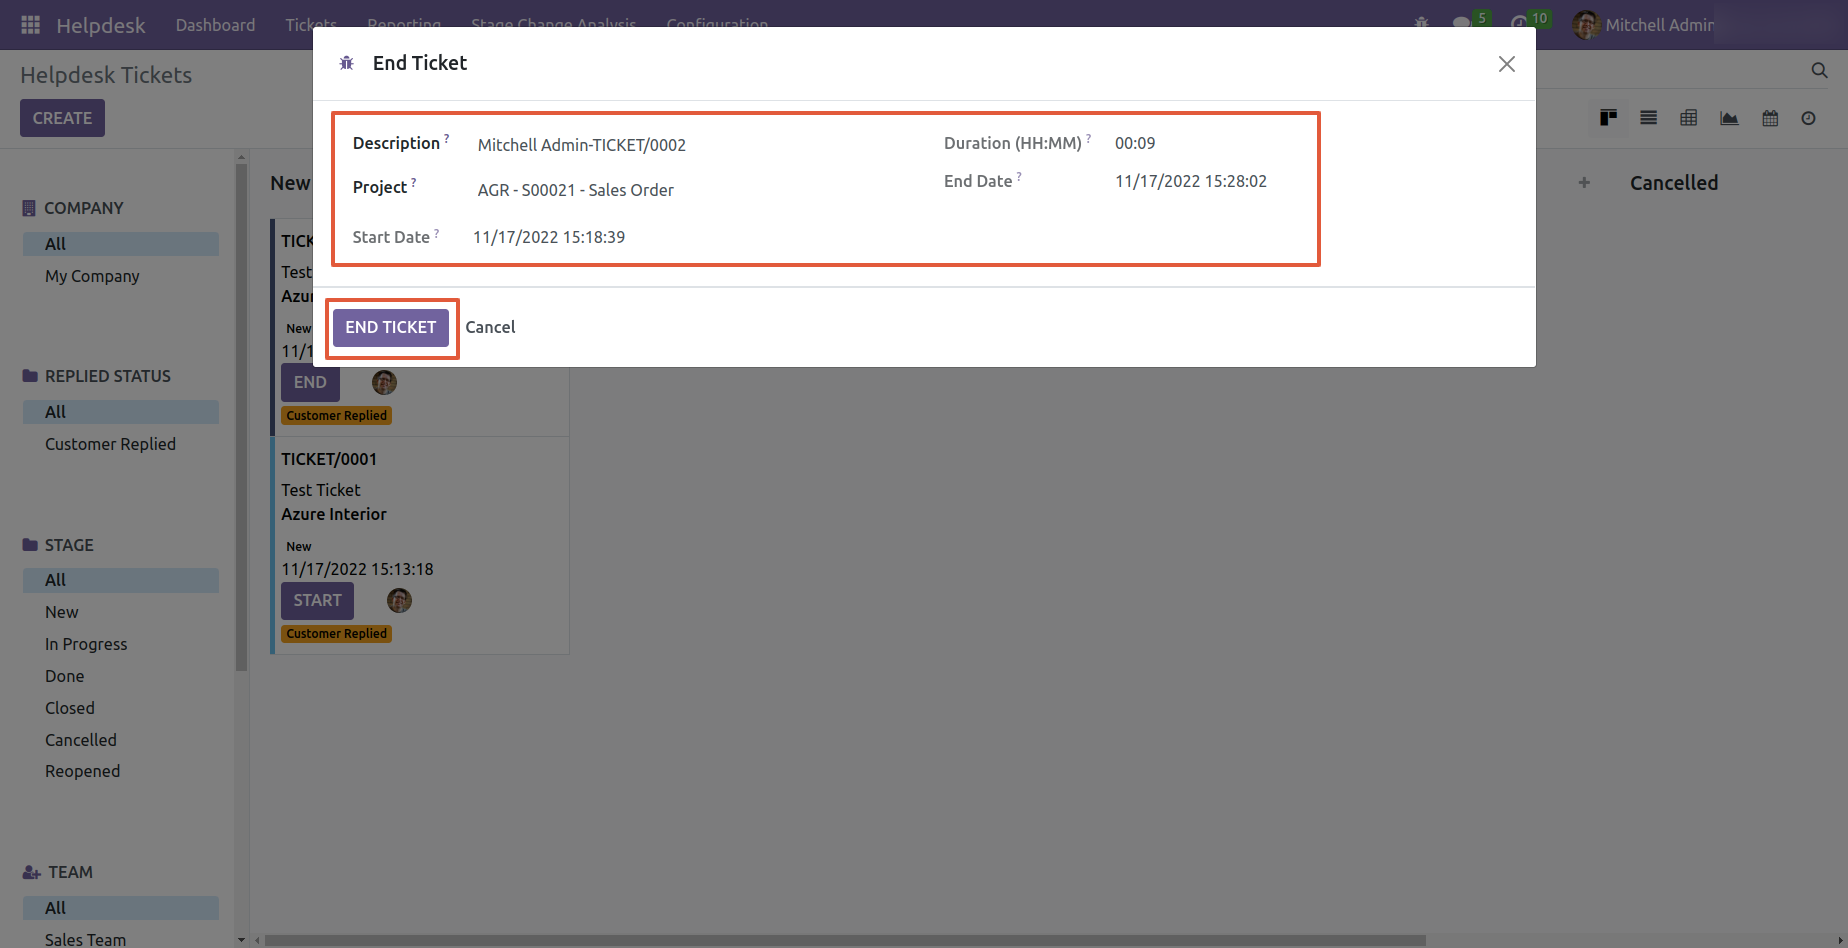 Helpdesk Dashboard Tickets Reporting Stage Change Analysis Configuration 5 10 Mitchell Admin
Helpdesk Tickets
CREATE
End Ticket
Description ? Mitchell Admin-TICKET/0002
Project ? AGR - S00021 - Sales Order
Start Date ? 11/17/2022 15:18:39
Duration (HH:MM) ? 00:09
End Date ? 11/17/2022 15:28:02
END TICKET Cancel
COMPANY
All
My Company
REPLIED STATUS
All
Customer Replied
STAGE
All
New
In Progress
Done
Closed
Cancelled
Reopened
TEAM
All
Sales Team
New
Test
New
END
Customer Replied
TICKET/0001
Test Ticket
Azure Interior
New
11/17/2022 15:13:18
START
Customer Replied
Cancelled